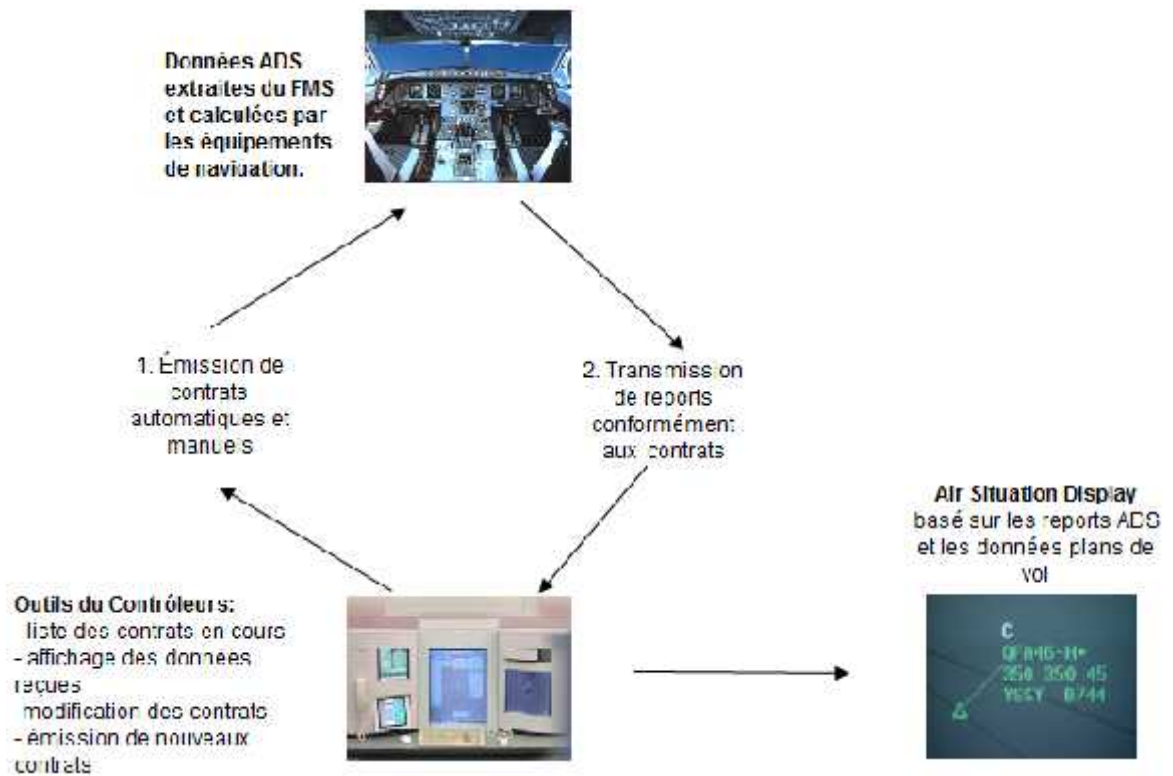 Données ADS
extraites du FMS
et calculées par
les équipements
de navigation.
1. Émission de
contrats
automatiques et
manuels
2. Transmission
de reports
conformément
aux contrats
Air Situation Display
basé sur les reports ADS
et les données plans de
vol
Outils du Contrôleurs:
- liste des contrats en cours
- affichage des données
reçues
- modification des contrats
- émission de nouveaux
contrats
C
350 350 45